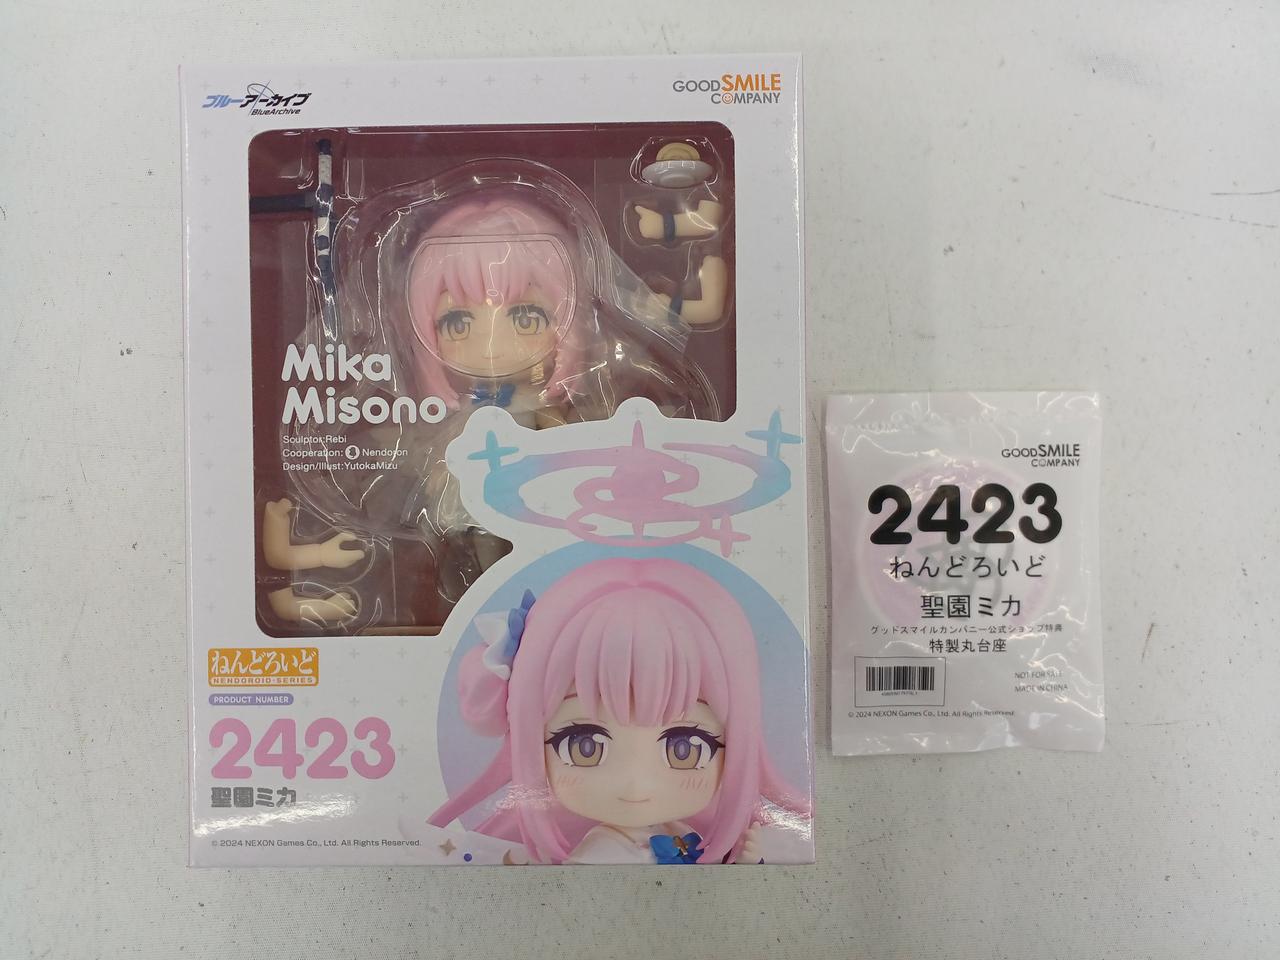 ブルーアーカイブ
BlueArchive
GOOD SMILE
COMPANY
Mika
Misono
Sculptor:Rebi
Cooperation: Nendoron
Design/Illust:YutokaMizu
ねんどろいど
NENDOROID-SERIES
PRODUCT NUMBER
2423
聖園ミカ
© 2024 NEXON Games Co., Ltd. All Rights Reserved.
GOOD SMILE
COMPANY
2423
ねんどろいど
聖園ミカ
グッドスマイルカンパニー公式ショップ特典
特製丸台座
NOT FOR SALE
MADE IN CHINA
© 2024 NEXON Games Co., Ltd. All Rights Reserved.